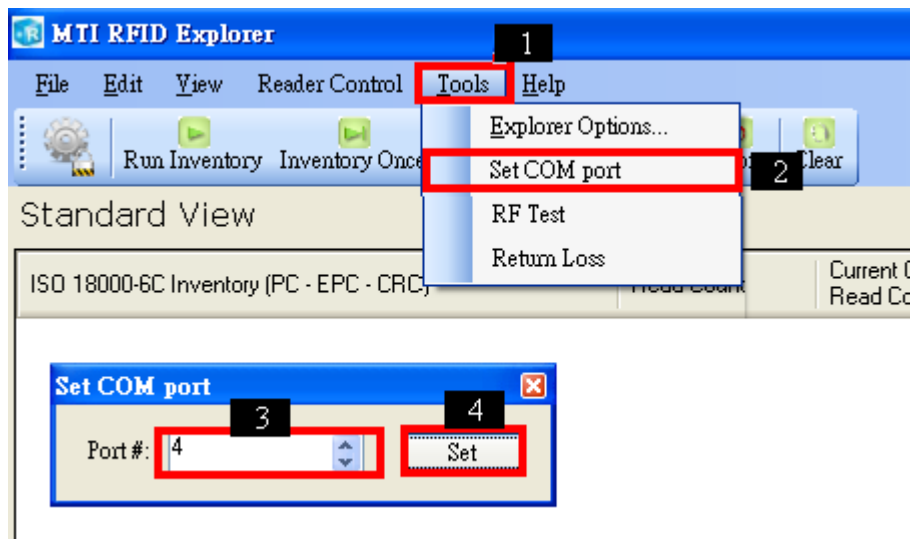 MTI RFID Explorer
1
File Edit View Reader Control Tools Help
Explorer Options...
Run Inventory Inventory Once Clear
Set COM port
2
Standard View
RF Test
Return Loss
ISO 18000-6C Inventory (PC - EPC - CRC)
Read Count
Current
Read
Set COM port
3
4
Port #: 4
Set